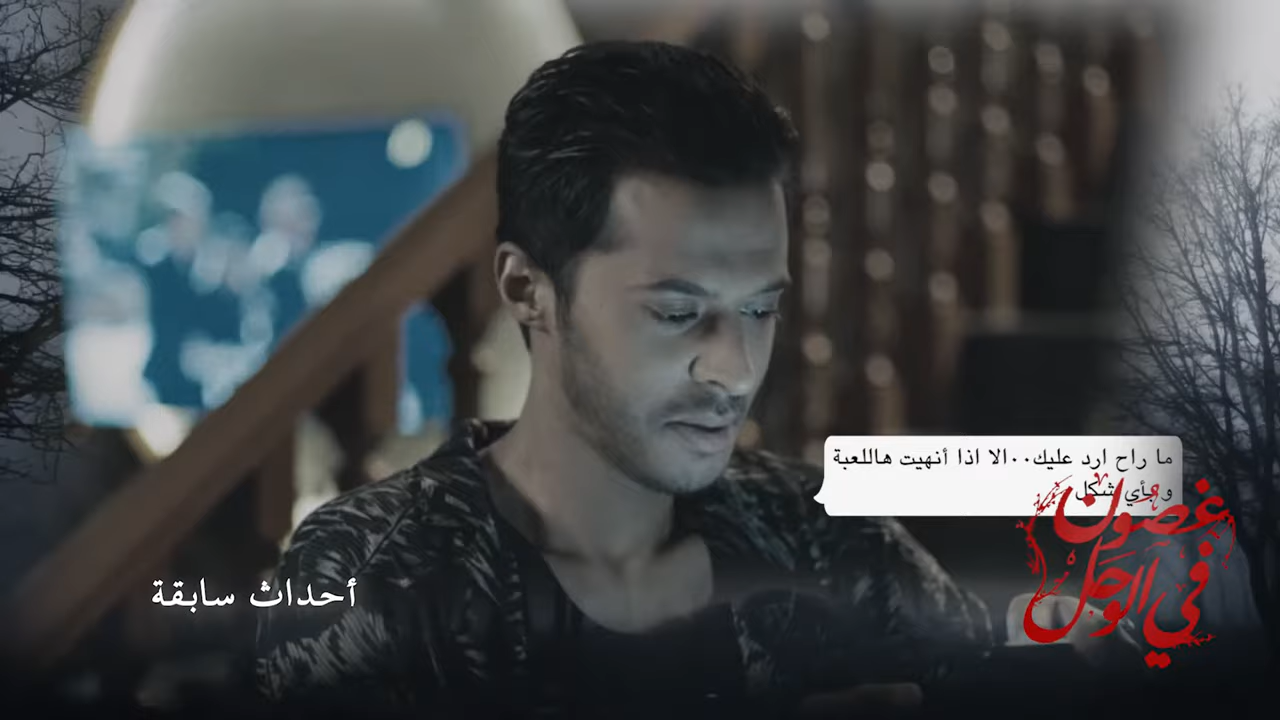 ما راح ارد عليك..الا اذا أنهيت هاللعبة
و بأي شكل
غصون
في الوحل
أحداث سابقة